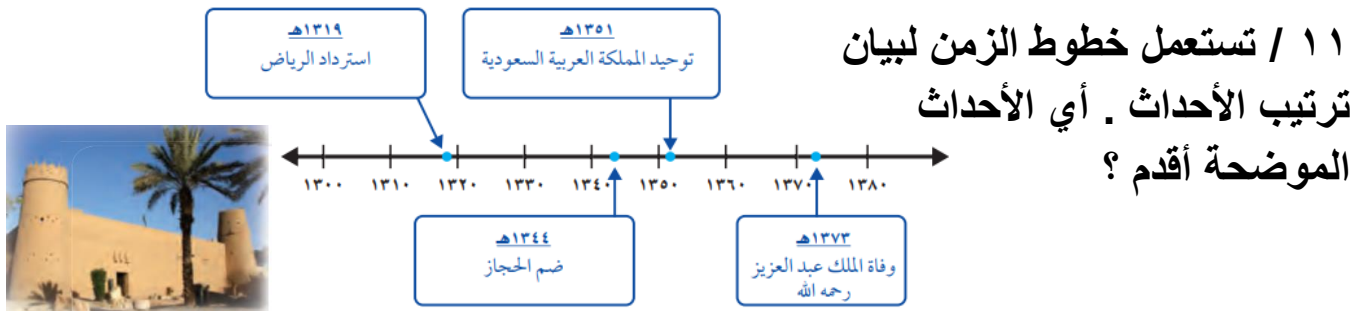 ١١ / تستعمل خطوط الزمن لبيان
ترتيب الأحداث . أي الأحداث
الموضحة أقدم ؟
١٣١٩هـ
استرداد الرياض
١٣٥١هـ
توحيد المملكة العربية السعودية
١٣٠٠ ١٣١٠ ١٣٢٠ ١٣٣٠ ١٣٤٠ ١٣٥٠ ١٣٦٠ ١٣٧٠ ١٣٨٠
١٣٤٤هـ
ضم الحجاز
١٣٧٣هـ
وفاة الملك عبد العزيز
رحمه الله